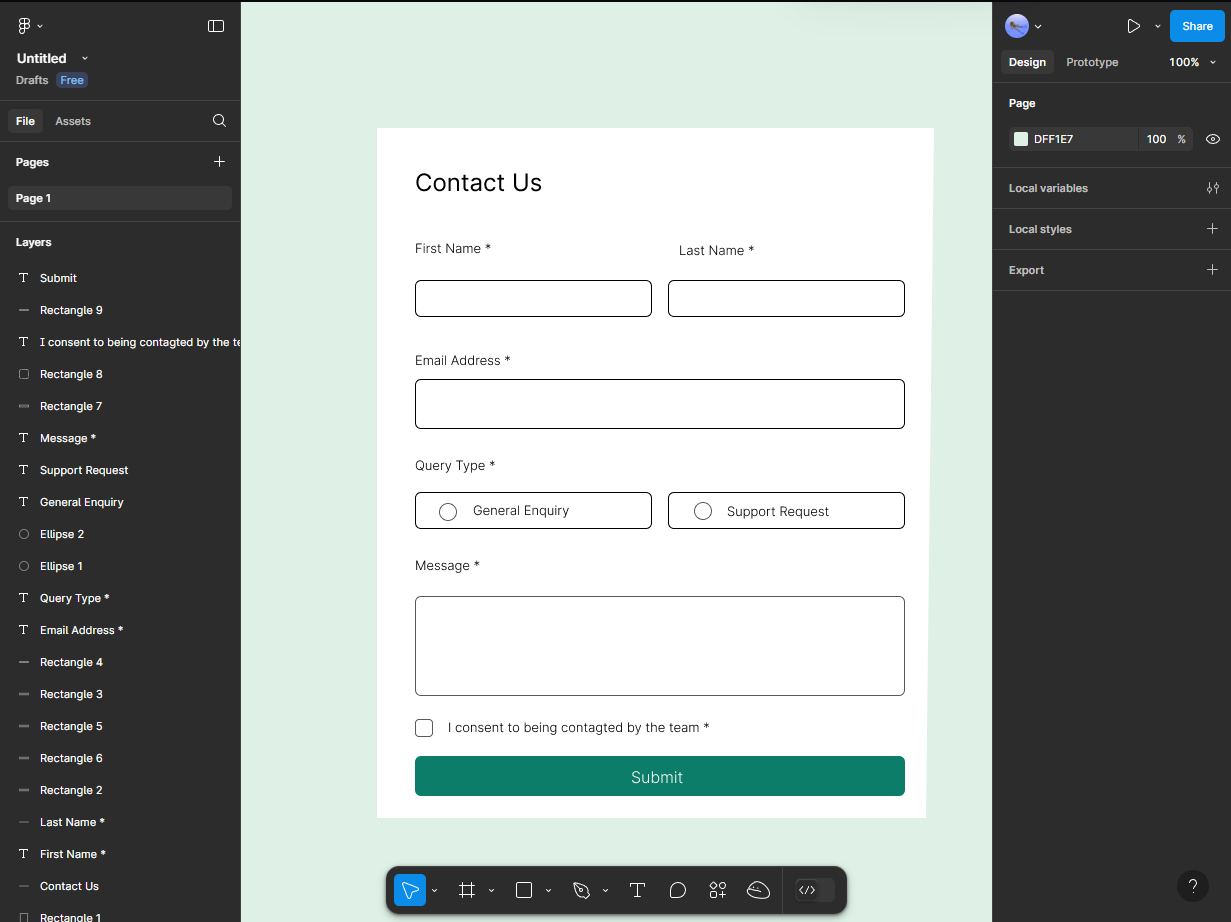 Untitled
Drafts Free
File Assets
Pages
Page 1
Layers
Submit
Rectangle 9
I consent to being contagted by the te
Rectangle 8
Rectangle 7
Message *
Support Request
General Enquiry
Ellipse 2
Ellipse 1
Query Type *
Email Address *
Rectangle 4
Rectangle 3
Rectangle 5
Rectangle 6
Rectangle 2
Last Name *
First Name *
Contact Us
Rectangle 1
Contact Us
First Name * Last Name *
Email Address *
Query Type *
General Enquiry Support Request
Message *
I consent to being contagted by the team *
Submit
Share
Design Prototype 100%
Page
DFF1E7 100 %
Local variables
Local styles
Export
?